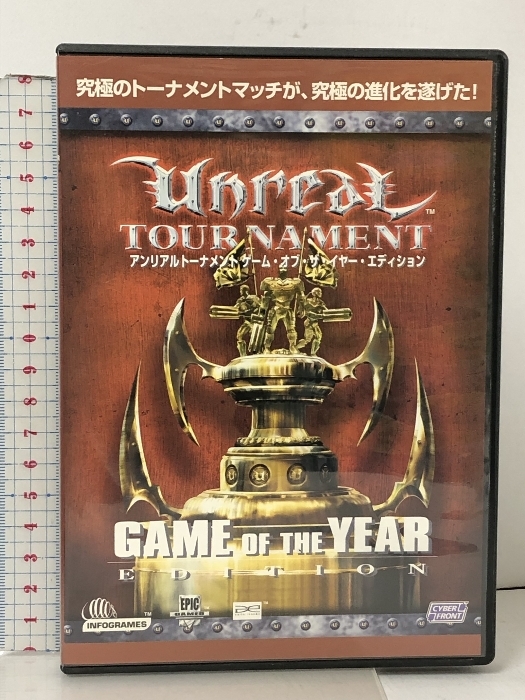 究極のトーナメントマッチが、究極の進化を遂げた!
Unreal™
TOURNAMENT
アンリアルトーナメント ゲーム・オブ・ザ・イヤー・エディション
GAME OF THE YEAR
EDITION
INFOGRAMES™
EPIC
GAMES
CYBER
FRONT